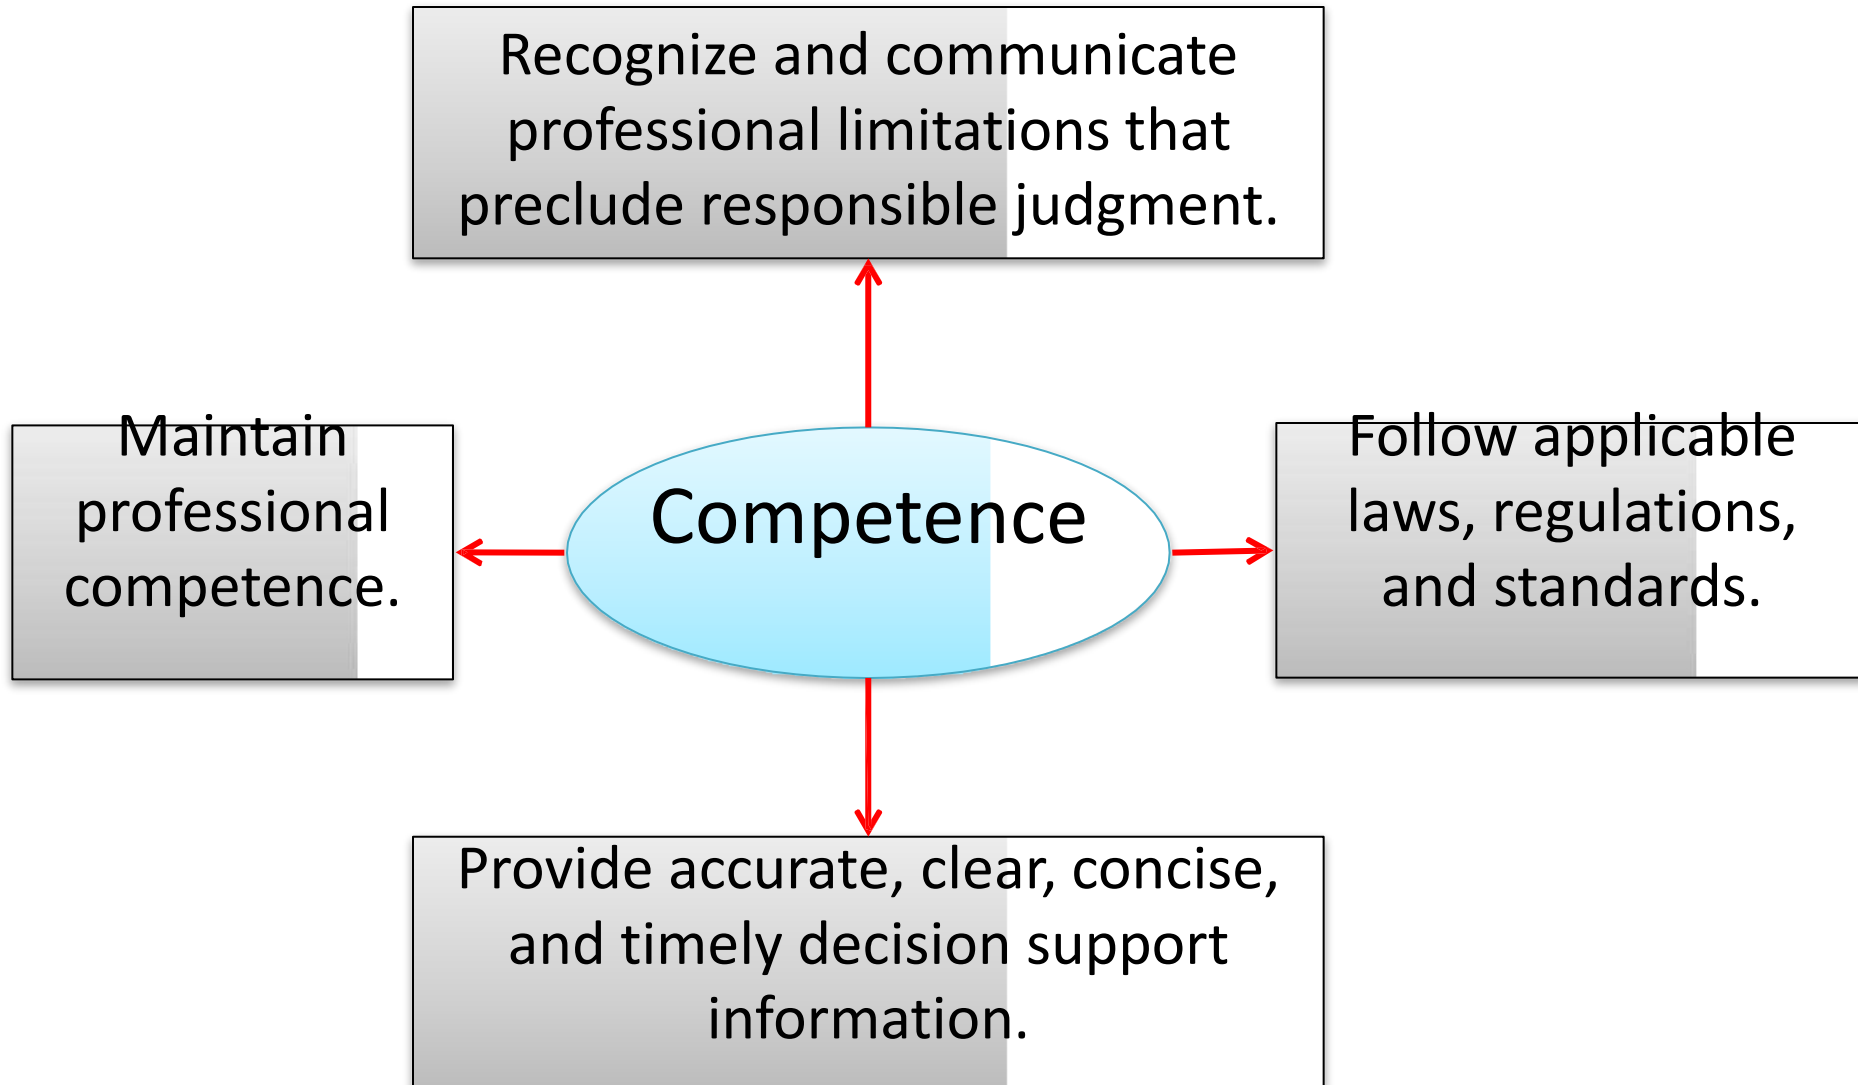 Recognize and communicate
professional limitations that
preclude responsible judgment.
Maintain
professional
competence.
Competence
Follow applicable
laws, regulations,
and standards.
Provide accurate, clear, concise,
and timely decision support
information.